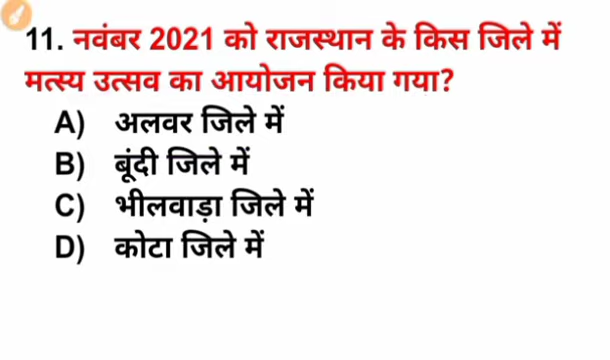 11. नवंबर 2021 को राजस्थान के किस जिले में
मत्स्य उत्सव का आयोजन किया गया?
A) अलवर जिले में
B) बूंदी जिले में
C) भीलवाड़ा जिले में
D) कोटा जिले में